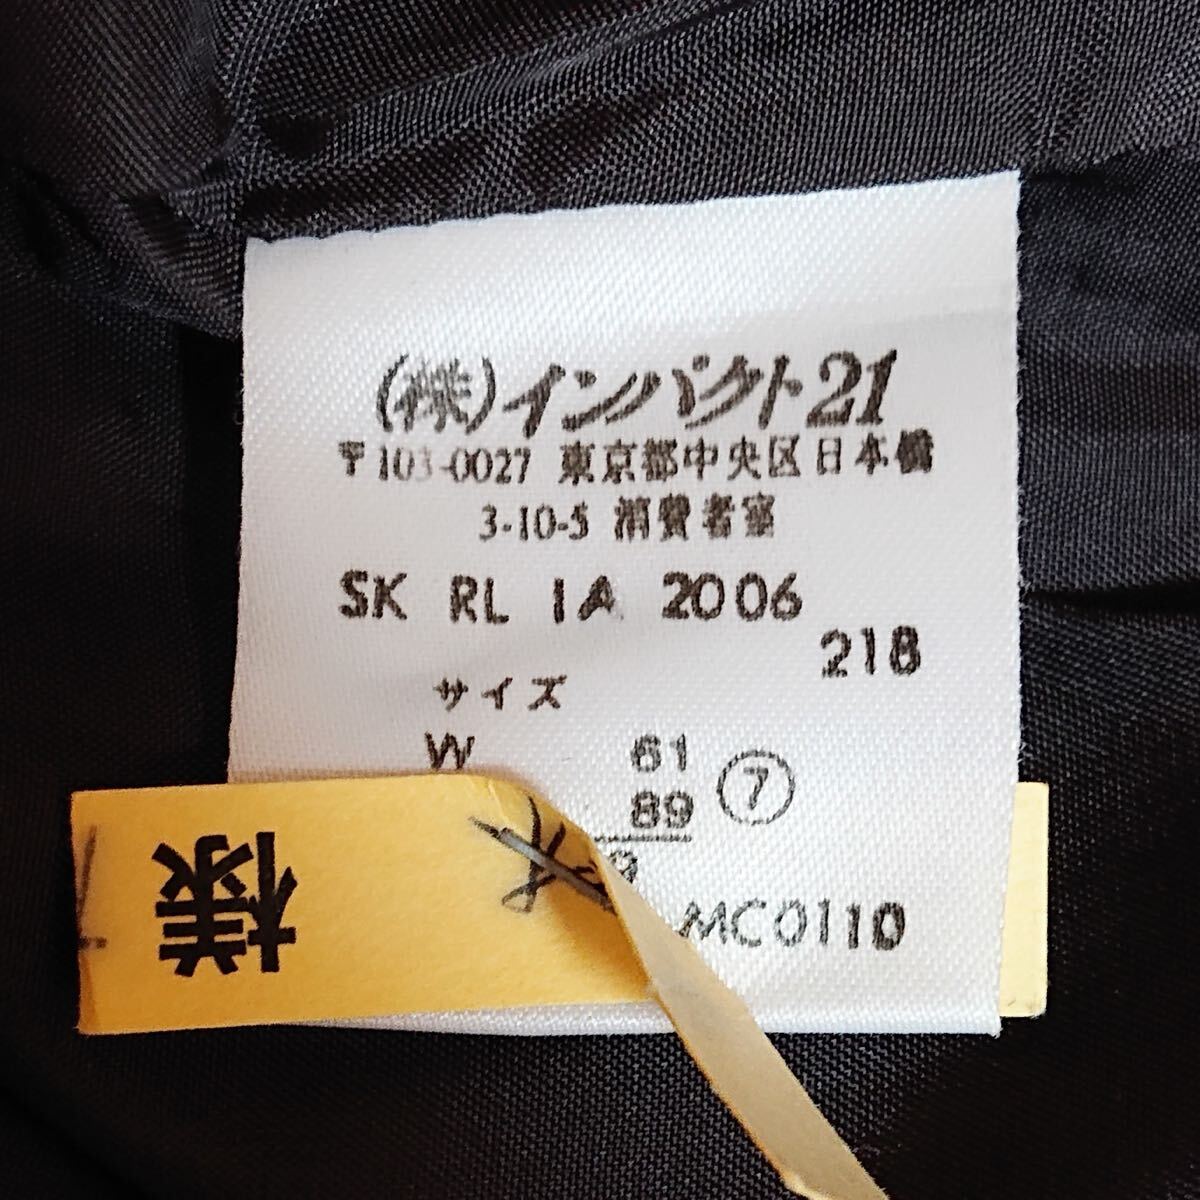 (株)インパクト21
〒103-0027 東京都中央区日本橋
3-10-5 消費者室
SK RL IA 2006
218
サイズ
W 61
89 ⑦
9
MC0110
様